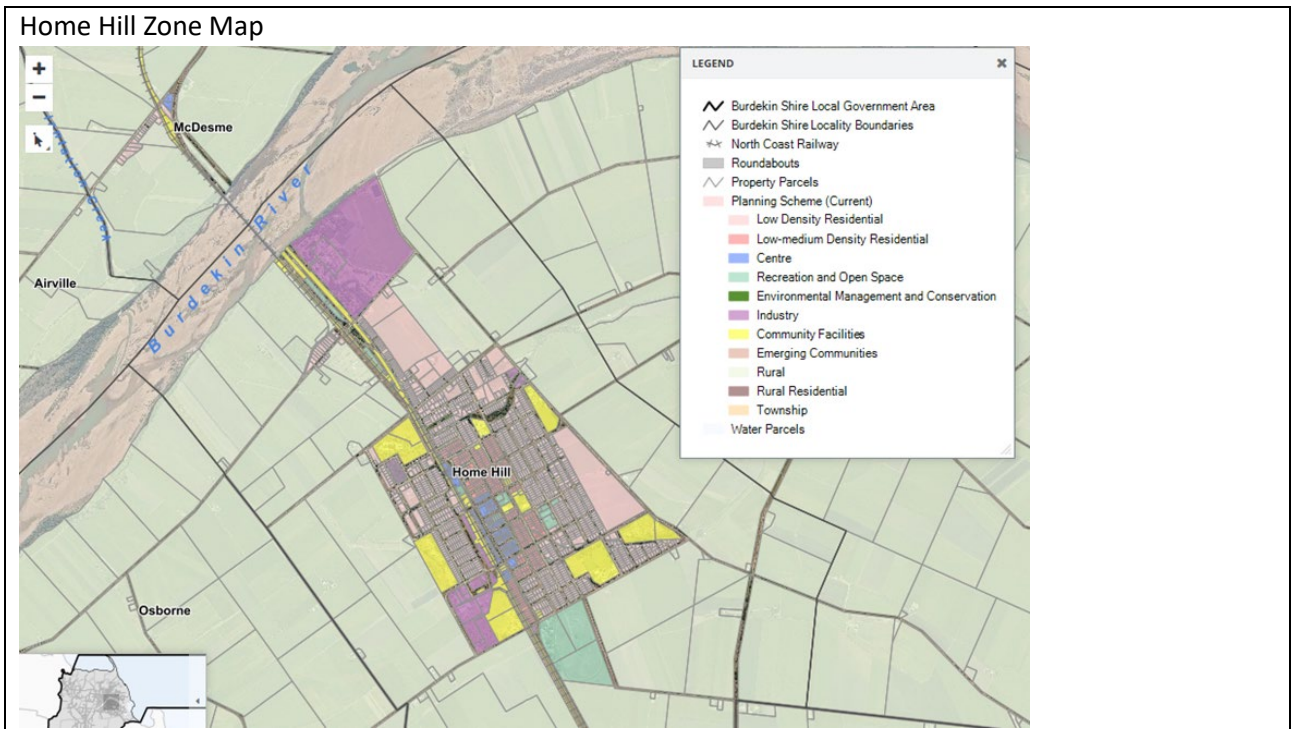 Home Hill Zone Map
+
−
McDesme
Burdekin River
Airville
Home Hill
Osborne
LEGEND
×
Burdekin Shire Local Government Area
Burdekin Shire Locality Boundaries
North Coast Railway
Roundabouts
Property Parcels
Planning Scheme (Current)
Low Density Residential
Low-medium Density Residential
Centre
Recreation and Open Space
Environmental Management and Conservation
Industry
Community Facilities
Emerging Communities
Rural
Rural Residential
Township
Water Parcels